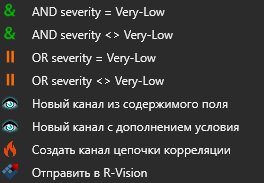 AND severity = Very-Low
AND severity <> Very-Low
OR severity = Very-Low
OR severity <> Very-Low
Новый канал из содержимого поля
Новый канал с дополнением условия
Создать канал цепочки корреляции
Отправить в R-Vision